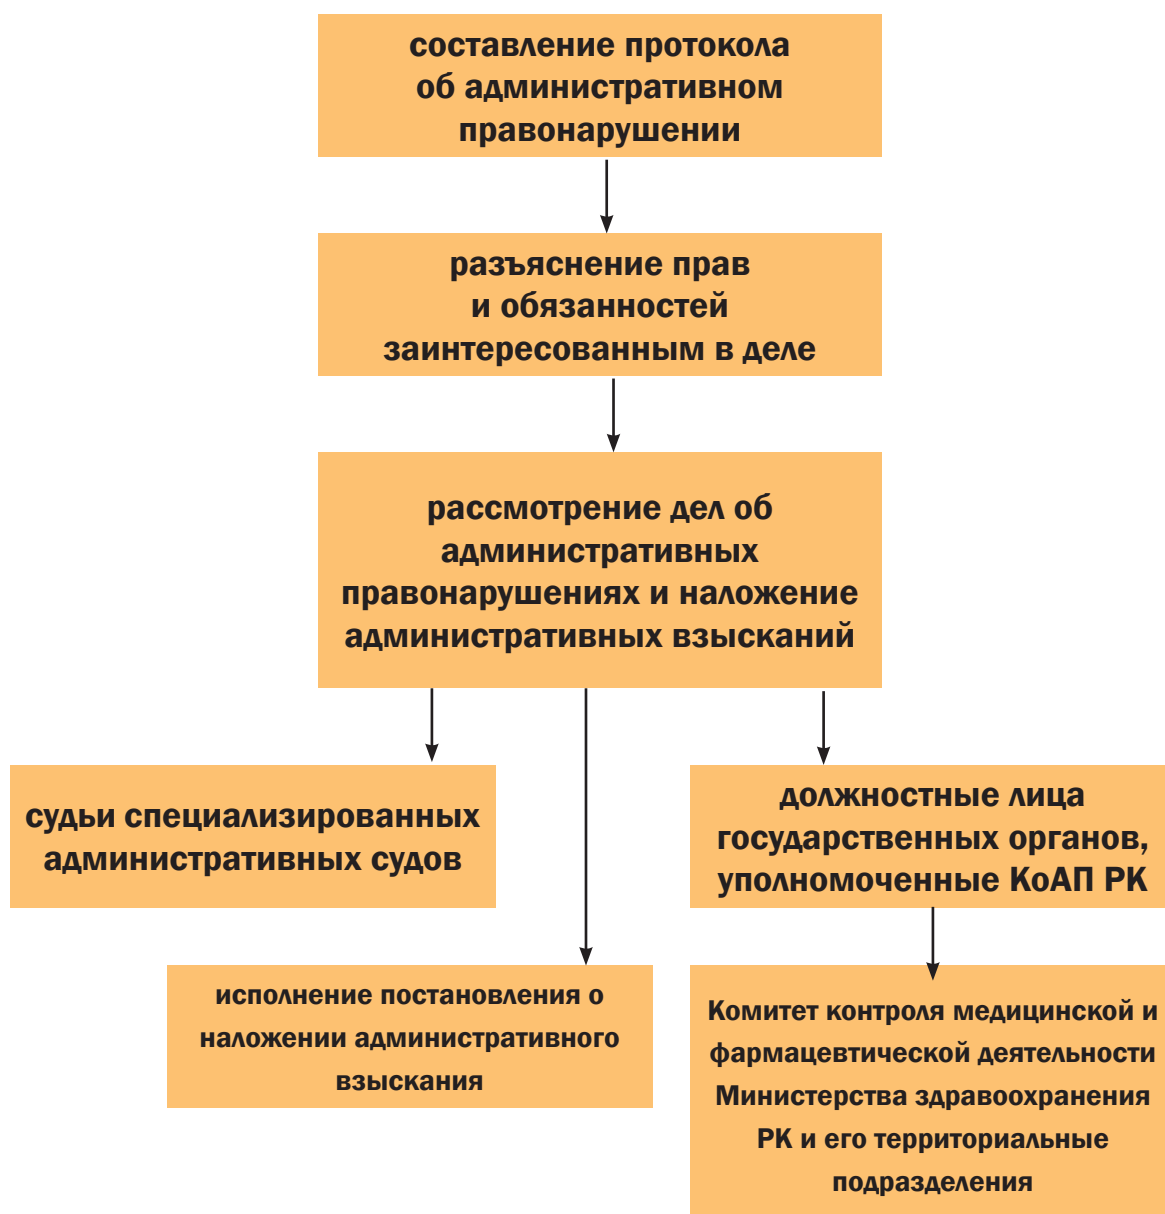 составление протокола
об административном
правонарушении
разъяснение прав
и обязанностей
заинтересованным в деле
рассмотрение дел об
административных
правонарушениях и наложение
административных взысканий
судьи специализированных
административных судов
должностные лица
государственных органов,
уполномоченные КоАП РК
исполнение постановления о
наложении административного
взыскания
Комитет контроля медицинской и
фармацевтической деятельности
Министерства здравоохранения
РК и его территориальные
подразделения